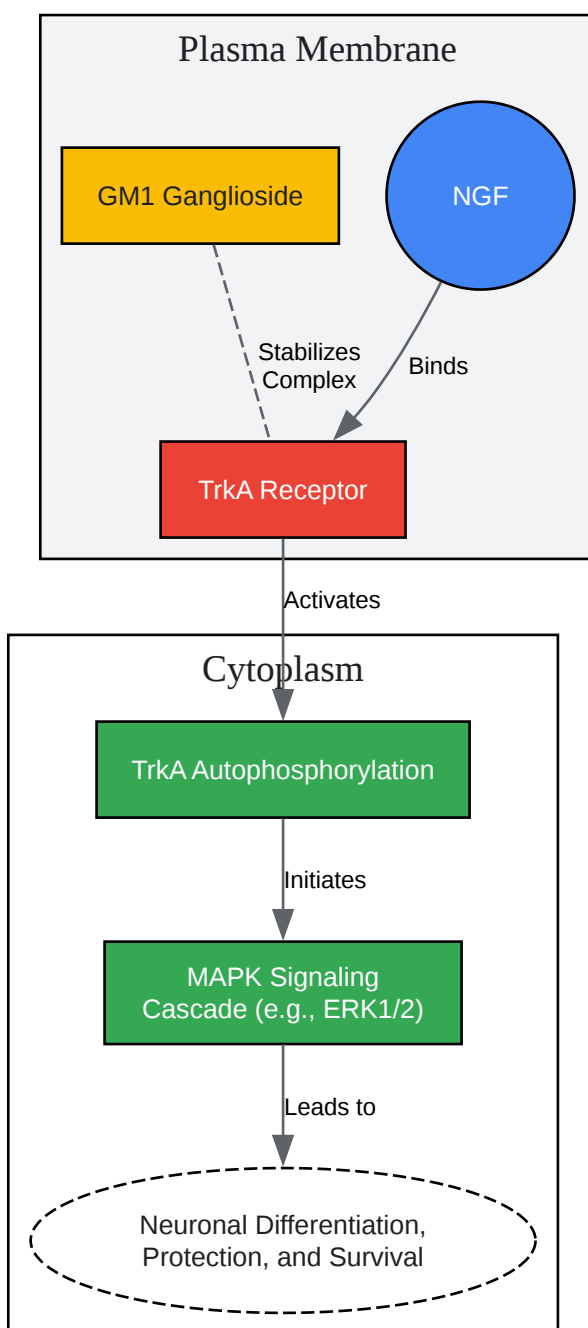 Plasma Membrane
GM1 Ganglioside
NGF
Stabilizes
Complex
Binds
TrkA Receptor
Activates
Cytoplasm
TrkA Autophosphorylation
Initiates
MAPK Signaling
Cascade (e.g., ERK1/2)
Leads to
Neuronal Differentiation,
Protection, and Survival